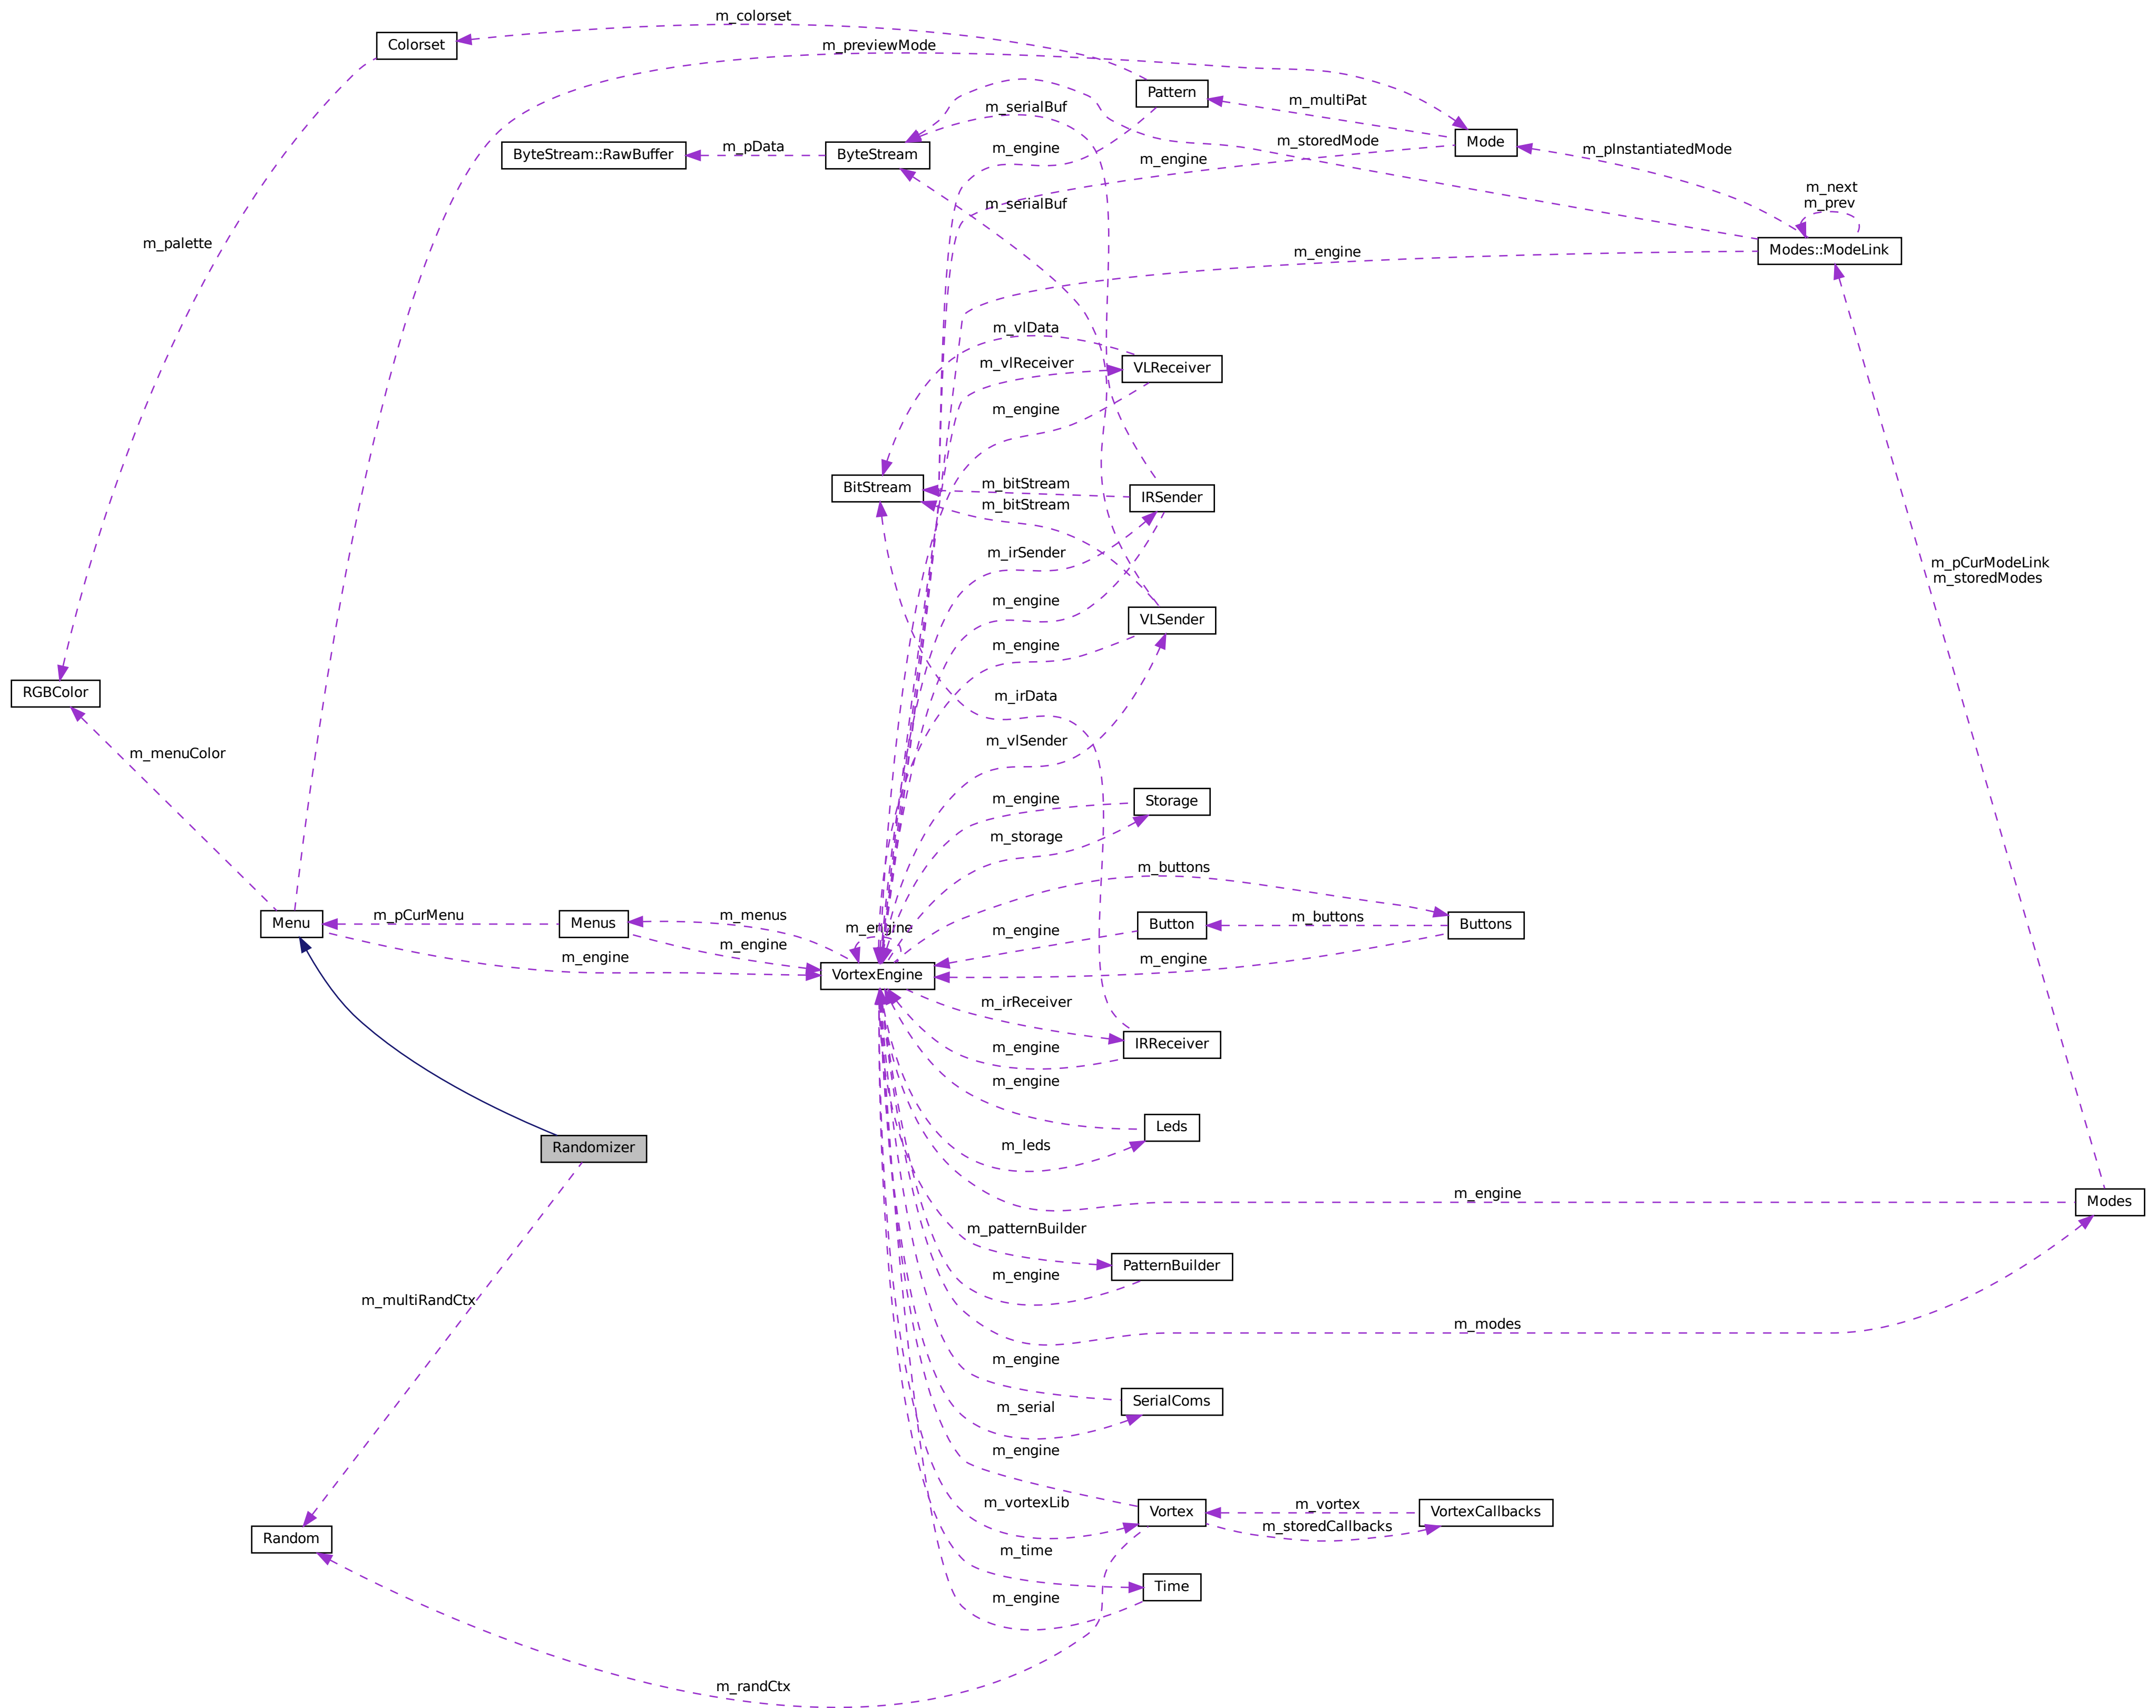 m_colorset
Colorset
m_previewMode
Pattern
m_multiPat
m_serialBuf
Mode
m_storedMode
m_engine
m_pInstantiatedMode
ByteStream::RawBuffer
m_pData
ByteStream
m_engine
m_next
m_prev
m_serialBuf
m_palette
m_engine
Modes::ModeLink
m_vlData
m_vlReceiver
VLReceiver
m_engine
BitStream
m_bitStream
m_bitStream
IRSender
m_irSender
m_pCurModeLink
m_storedModes
m_engine
VLSender
m_engine
RGBColor
m_irData
m_vlSender
m_menuColor
m_engine
Storage
m_storage
m_buttons
Menu
m_pCurMenu
Menus
m_menus
m_engine
m_engine
m_engine
m_engine
Button
m_buttons
Buttons
m_engine
VortexEngine
m_irReceiver
m_engine
IRReceiver
m_engine
Leds
m_leds
Randomizer
m_engine
Modes
m_patternBuilder
PatternBuilder
m_engine
m_multiRandCtx
m_modes
m_engine
SerialComs
m_serial
m_engine
m_vortexLib
Vortex
m_vortex
VortexCallbacks
m_storedCallbacks
Random
m_time
Time
m_engine
m_randCtx